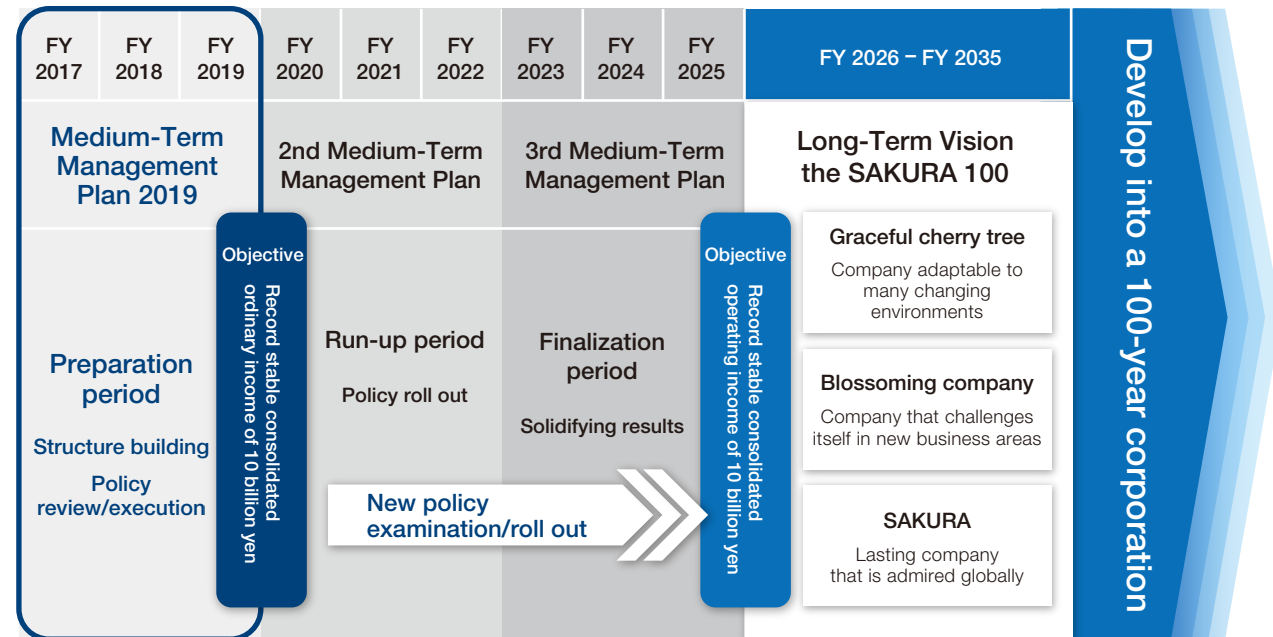 FY
2017
FY
2018
FY
2019
FY
2020
FY
2021
FY
2022
FY
2023
FY
2024
FY
2025
FY 2026 – FY 2035
Medium-Term
Management
Plan 2019
2nd Medium-Term
Management Plan
3rd Medium-Term
Management Plan
Long-Term Vision
the SAKURA 100
Preparation
period
Structure building
Policy
review/execution
Objective
Record stable consolidated
ordinary income of 10 billion yen
Run-up period
Policy roll out
Finalization
period
Solidifying results
New policy
examination/roll out
Objective
Record stable consolidated
operating income of 10 billion yen
Graceful cherry tree
Company adaptable to
many changing
environments
Blossoming company
Company that challenges
itself in new business areas
SAKURA
Lasting company
that is admired globally
Develop into a 100-year corporation